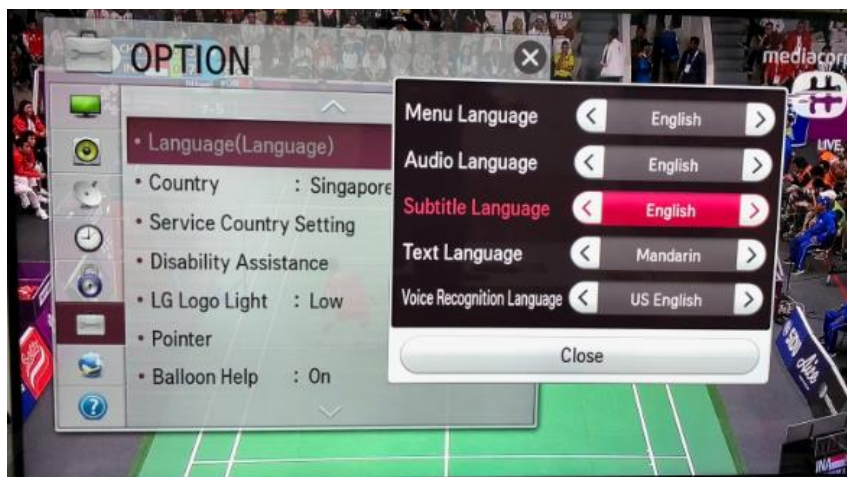 OPTION
mediacorp
LIVE
Language(Language)
Country : Singapore
Service Country Setting
Disability Assistance
LG Logo Light : Low
Pointer
Balloon Help : On
Menu Language English
Audio Language English
Subtitle Language English
Text Language Mandarin
Voice Recognition Language US English
Close
INA